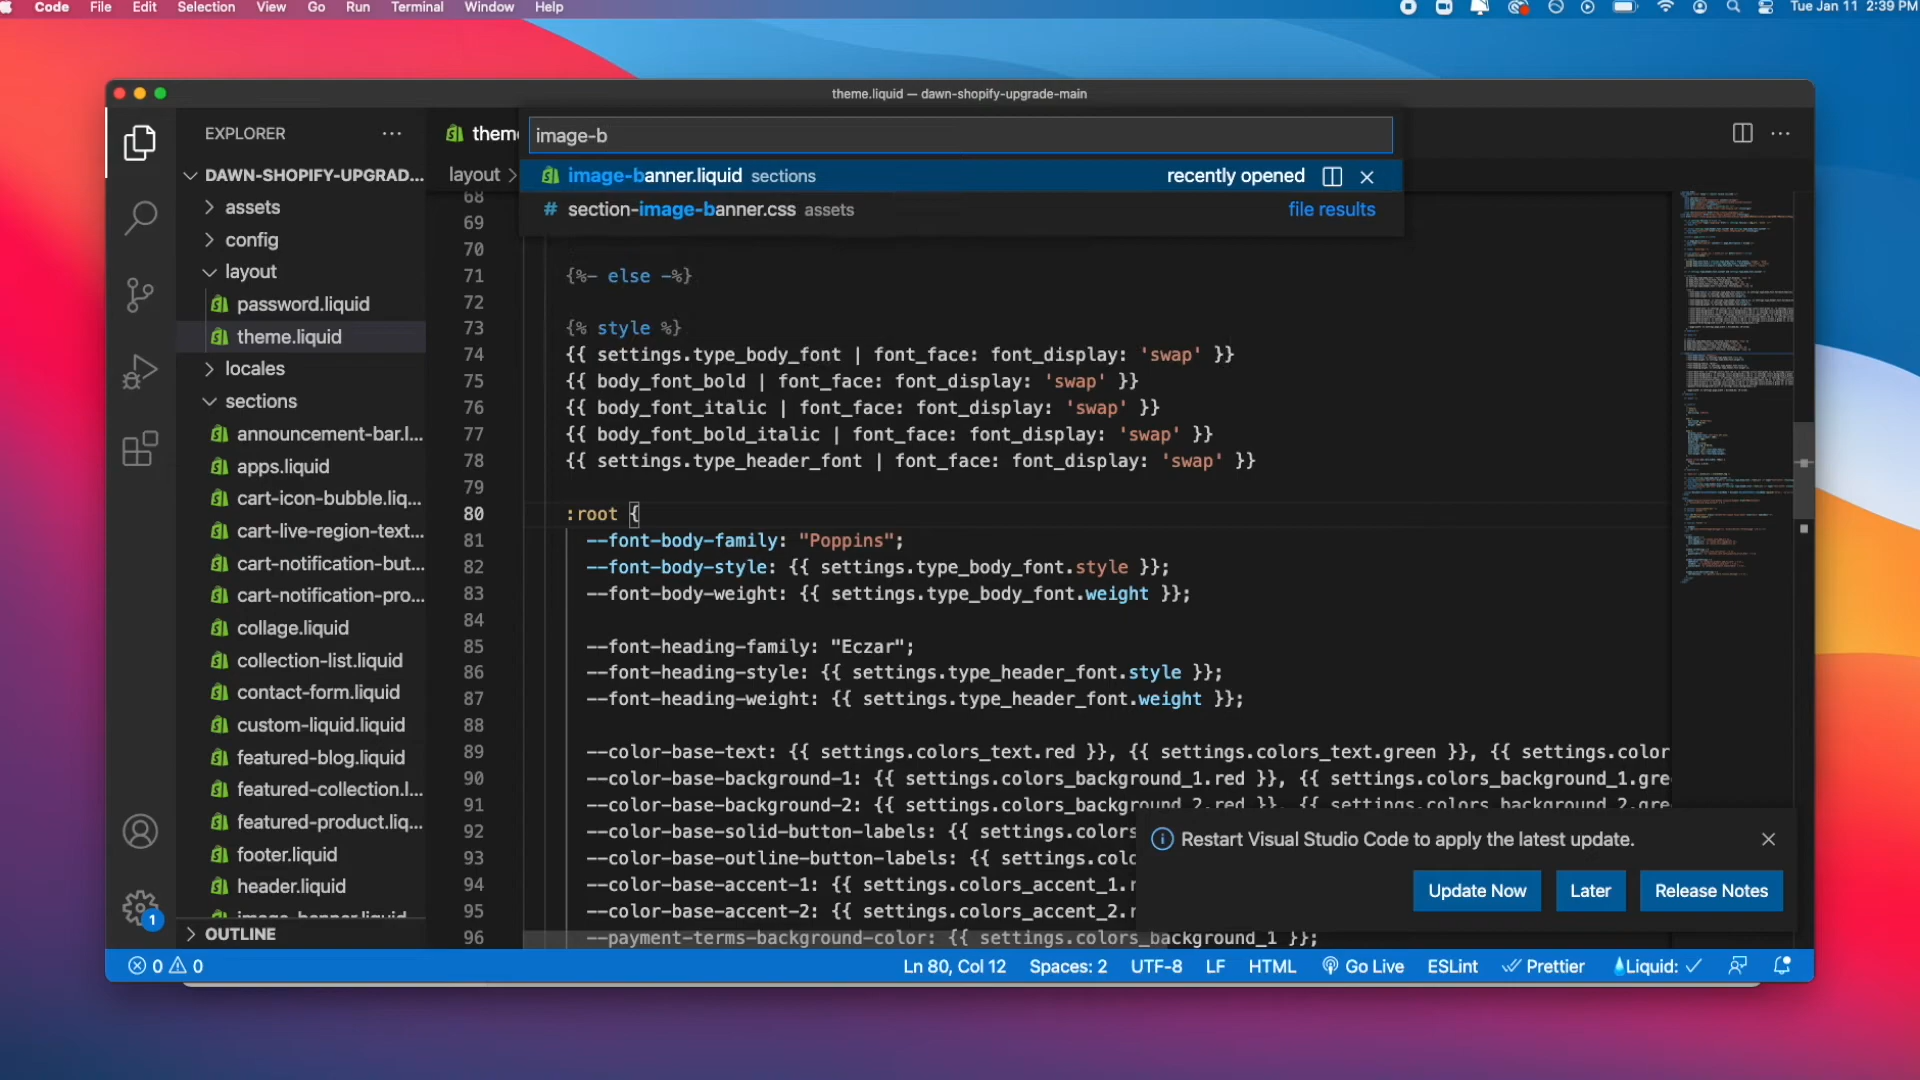 Code File Edit Selection View Go Run Terminal Window Help Tue Jan 11 2:39 PM
theme.liquid — dawn-shopify-upgrade-main
EXPLORER
DAWN-SHOPIFY-UPGRAD...
assets
config
layout
password.liquid
theme.liquid
locales
sections
announcement-bar.l...
apps.liquid
cart-icon-bubble.liq...
cart-live-region-text...
cart-notification-but...
cart-notification-pro...
collage.liquid
collection-list.liquid
contact-form.liquid
custom-liquid.liquid
featured-blog.liquid
featured-collection.l...
featured-product.liq...
footer.liquid
header.liquid
image-banner.liquid
OUTLINE
1
them
layout >
image-b
image-banner.liquid sections recently opened
section-image-banner.css assets file results
68
69
70
71 {%- else -%}
72
73 {% style %}
74 {{ settings.type_body_font | font_face: font_display: 'swap' }}
75 {{ body_font_bold | font_face: font_display: 'swap' }}
76 {{ body_font_italic | font_face: font_display: 'swap' }}
77 {{ body_font_bold_italic | font_face: font_display: 'swap' }}
78 {{ settings.type_header_font | font_face: font_display: 'swap' }}
79
80 :root {
81 --font-body-family: "Poppins";
82 --font-body-style: {{ settings.type_body_font.style }};
83 --font-body-weight: {{ settings.type_body_font.weight }};
84
85 --font-heading-family: "Eczar";
86 --font-heading-style: {{ settings.type_header_font.style }};
87 --font-heading-weight: {{ settings.type_header_font.weight }};
88
89 --color-base-text: {{ settings.colors_text.red }}, {{ settings.colors_text.green }}, {{ settings.color
90 --color-base-background-1: {{ settings.colors_background_1.red }}, {{ settings.colors_background_1.gre
91 --color-base-background-2: {{ settings.colors_background_2.red }}, {{ settings.colors_background_2.gre
92 --color-base-solid-button-labels: {{ settings.colors
93 --color-base-outline-button-labels: {{ settings.colo
94 --color-base-accent-1: {{ settings.colors_accent_1.r
95 --color-base-accent-2: {{ settings.colors_accent_2.r
96 --payment-terms-background-color: {{ settings.colors_background_1 }};
Restart Visual Studio Code to apply the latest update.
Update Now Later Release Notes
0 0 Ln 80, Col 12 Spaces: 2 UTF-8 LF HTML Go Live ESLint Prettier Liquid: ✓